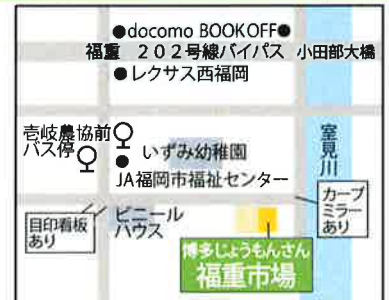 ●docomo BOOKOFF●
福重 202号線バイパス 小田部大橋
●レクサス西福岡
壱岐農協前
バス停
いずみ幼稚園
●
JA福岡市福祉センター
室見川
カーブ
ミラー
あり
目印看板
あり
ビニール
ハウス
博多じょうもんさん
福重市場